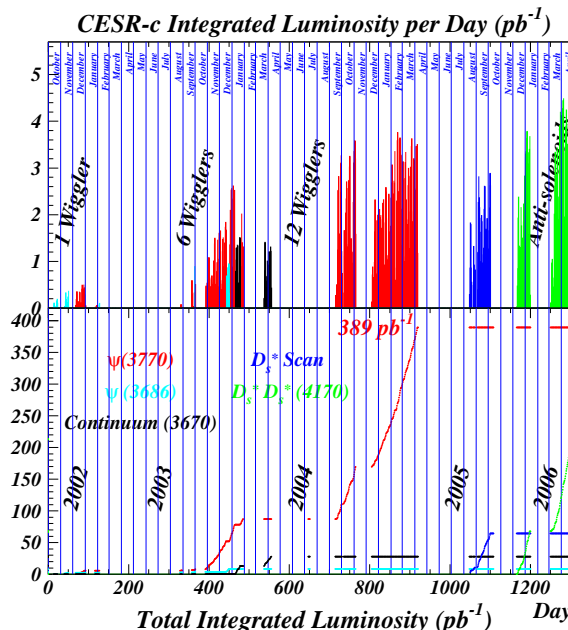 CESR-c Integrated Luminosity per Day (pb⁻¹)
October November December January February March April May June July August September October November December January February March April May June July August September October November December January February March April May June July August September October November December January February March
5
4
3
2
1
0
1 Wiggler
6 Wigglers
12 Wigglers
Anti-solenoids
400
350
300
250
200
150
100
50
0
389 pb⁻¹
ψ(3770)
D_s* Scan
ψ(3686)
D_s* D_s* (4170)
Continuum (3670)
2002
2003
2004
2005
2006
0 200 400 600 800 1000 1200
Day
Total Integrated Luminosity (pb⁻¹)